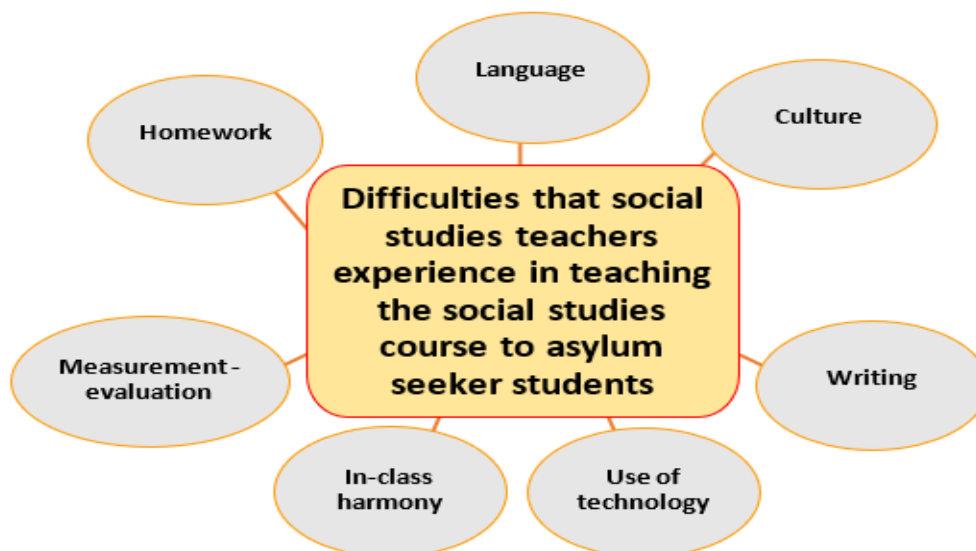 Language
Culture
Homework
Difficulties that social
studies teachers
experience in teaching
the social studies
course to asylum
seeker students
Measurement-
evaluation
Writing
In-class
harmony
Use of
technology